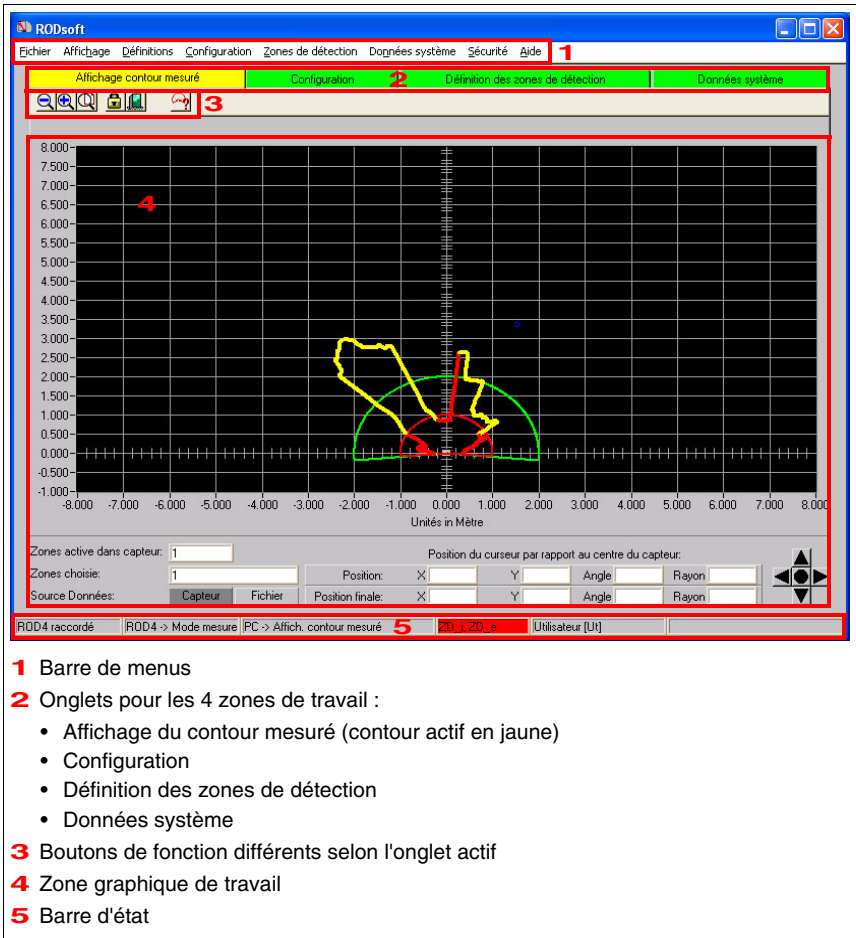 RODsoft
Fichier Affichage Définitions Configuration Zones de détection Données système Sécurité Aide 1
Affichage contour mesuré Configuration 2 Définition des zones de détection Données système
3
8.000
7.500
7.000
6.500
4
6.000
5.500
5.000
4.500
4.000
3.500
3.000
2.500
2.000
1.500
1.000
0.500
0.000
-0.500
-1.000
-8.000 -7.000 -6.000 -5.000 -4.000 -3.000 -2.000 -1.000 0.000 1.000 2.000 3.000 4.000 5.000 6.000 7.000 8.000
Unités in Mètre
Zones active dans capteur: 1 Position du curseur par rapport au centre du capteur:
Zones choisie: 1 Position: X Y Angle Rayon
Source Données: Capteur Fichier Position finale: X Y Angle Rayon
ROD4 raccordé ROD4 -> Mode mesure PC -> Affich. contour mesuré 5 ZD_i, ZD_e Utilisateur [Ut]
1 Barre de menus
2 Onglets pour les 4 zones de travail :
• Affichage du contour mesuré (contour actif en jaune)
• Configuration
• Définition des zones de détection
• Données système
3 Boutons de fonction différents selon l'onglet actif
4 Zone graphique de travail
5 Barre d'état